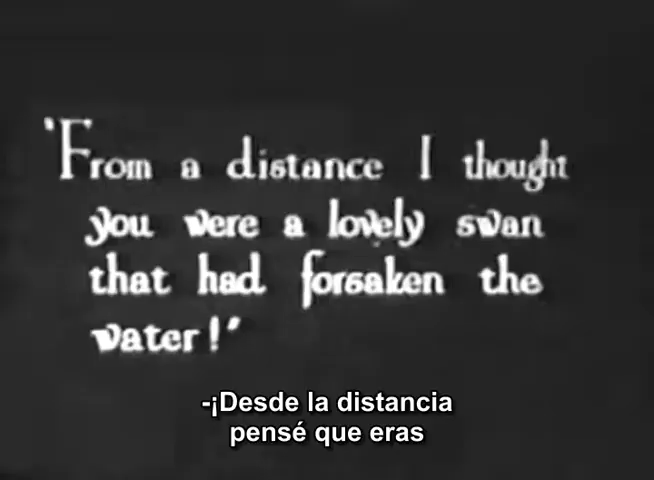 'From a distance I thought
you were a lovely swan
that had forsaken the
water!'
-¡Desde la distancia
pensé que eras